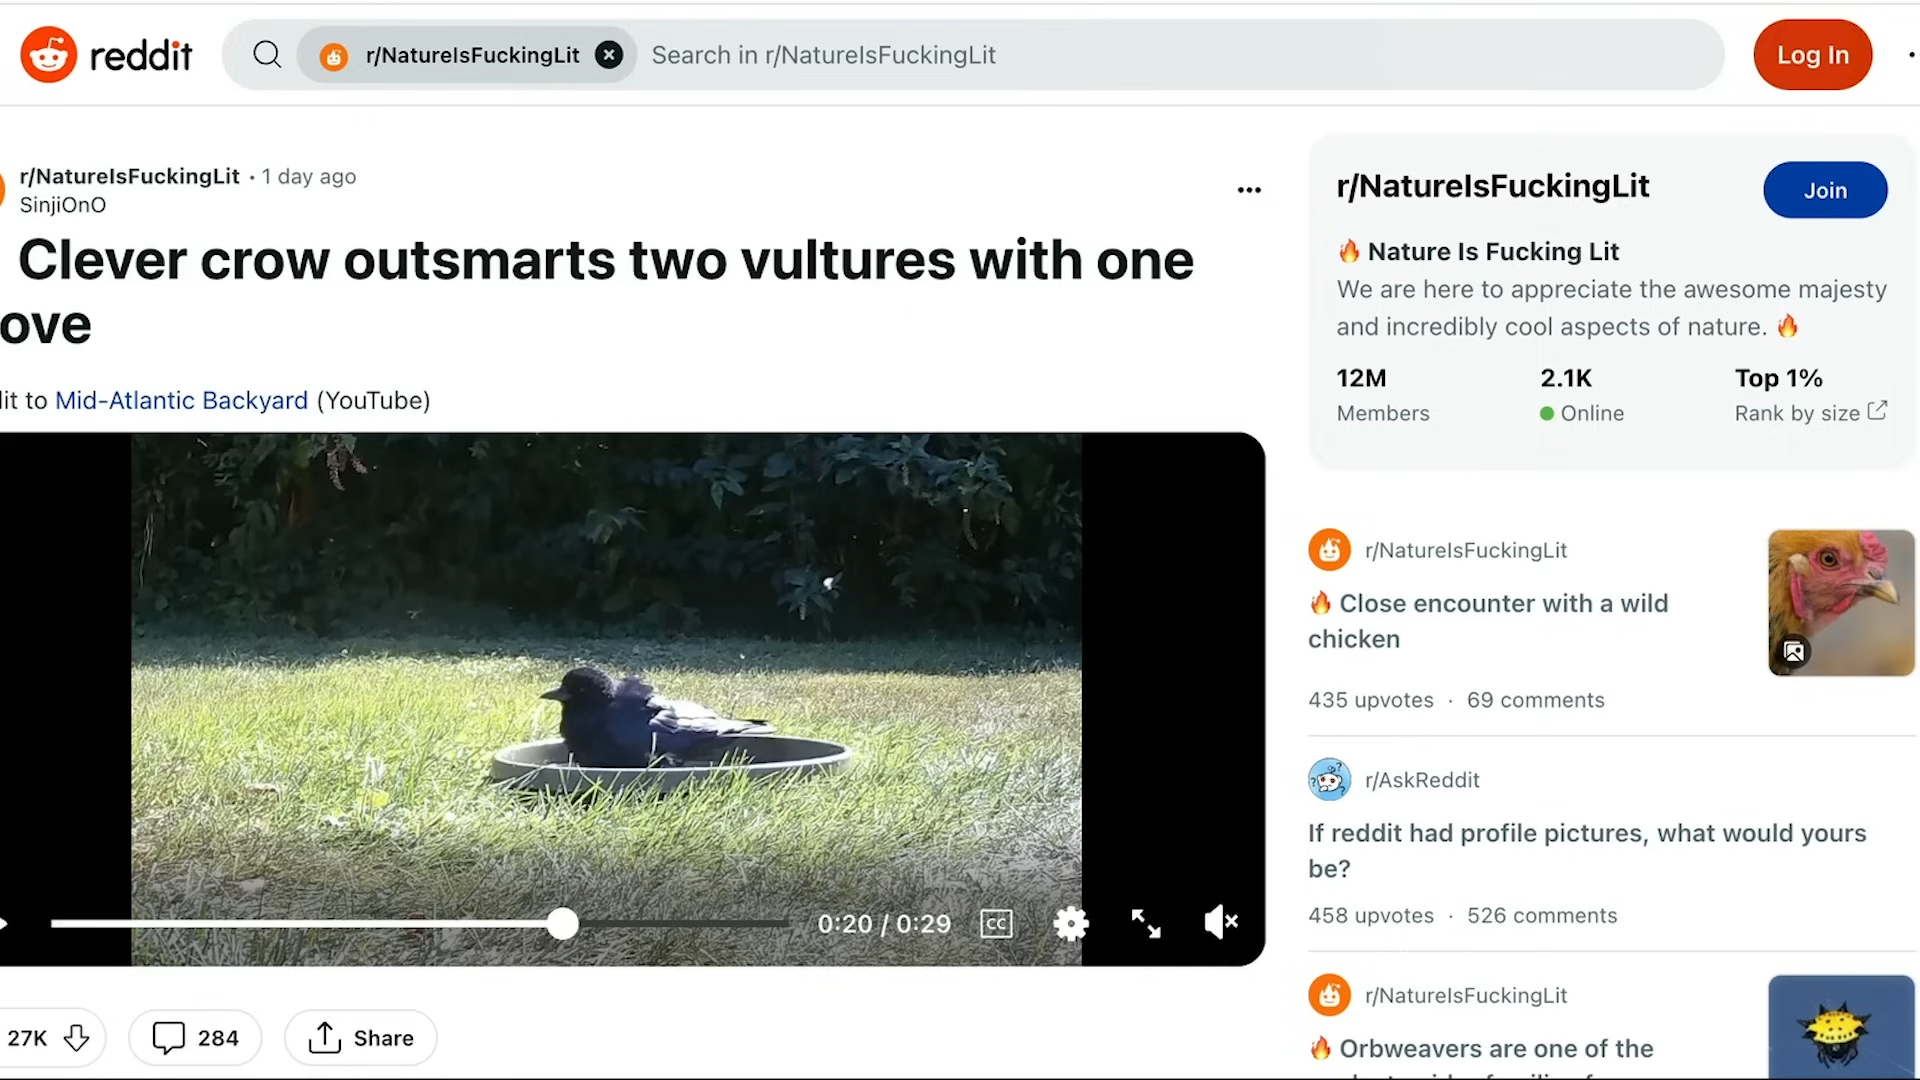 reddit
r/NatureIsFuckingLit
Search in r/NatureIsFuckingLit
Log In
r/NatureIsFuckingLit • 1 day ago
SinjiOnO
Clever crow outsmarts two vultures with one
ove
dit to Mid-Atlantic Backyard (YouTube)
0:20 / 0:29
CC
27K
284
Share
r/NatureIsFuckingLit
Join
🔥 Nature Is Fucking Lit
We are here to appreciate the awesome majesty
and incredibly cool aspects of nature. 🔥
12M
2.1K
Top 1%
Members
Online
Rank by size
r/NatureIsFuckingLit
🔥 Close encounter with a wild
chicken
435 upvotes · 69 comments
r/AskReddit
If reddit had profile pictures, what would yours
be?
458 upvotes · 526 comments
r/NatureIsFuckingLit
🔥 Orbweavers are one of the